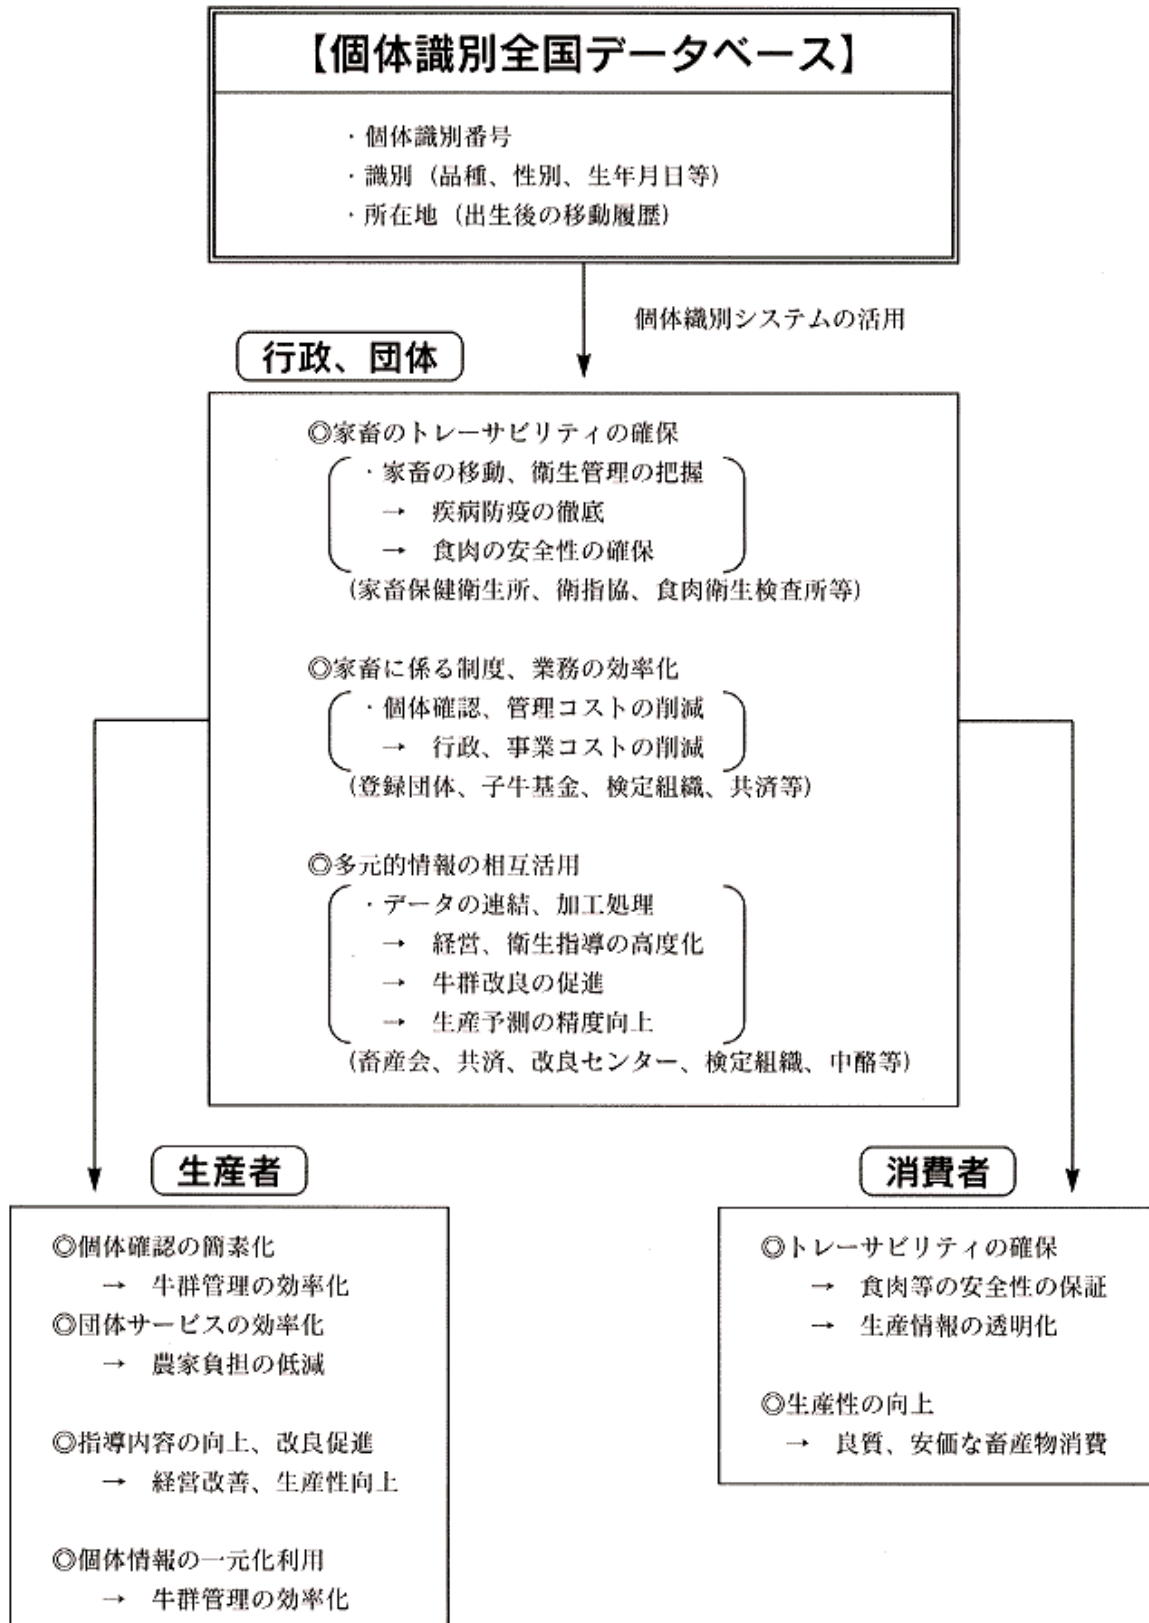 【個体識別全国データベース】
・個体識別番号
・識別（品種、性別、生年月日等）
・所在地（出生後の移動履歴）
個体織別システムの活用
行政、団体
◎家畜のトレーサビリティの確保
・家畜の移動、衛生管理の把握
→ 疾病防疫の徹底
→ 食肉の安全性の確保
（家畜保健衛生所、衛指協、食肉衛生検査所等）
◎家畜に係る制度、業務の効率化
・個体確認、管理コストの削減
→ 行政、事業コストの削減
（登録団体、子牛基金、検定組織、共済等）
◎多元的情報の相互活用
・データの連結、加工処理
→ 経営、衛生指導の高度化
→ 牛群改良の促進
→ 生産予測の精度向上
（畜産会、共済、改良センター、検定組織、中酪等）
生産者
◎個体確認の簡素化
→ 牛群管理の効率化
◎団体サービスの効率化
→ 農家負担の低減
◎指導内容の向上、改良促進
→ 経営改善、生産性向上
◎個体情報の一元化利用
→ 牛群管理の効率化
消費者
◎トレーサビリティの確保
→ 食肉等の安全性の保証
→ 生産情報の透明化
◎生産性の向上
→ 良質、安価な畜産物消費